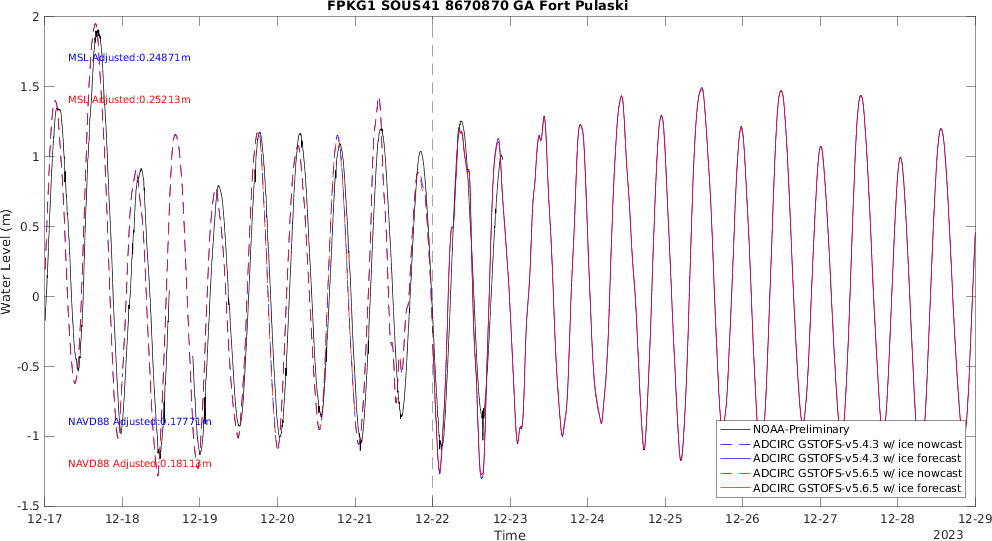 FPKG1 SOUS41 8670870 GA Fort Pulaski
2
1.5
1
0.5
0
-0.5
-1
-1.5
Water Level (m)
MSL Adjusted:0.24871m
MSL Adjusted:0.25213m
NAVD88 Adjusted:0.17771m
NAVD88 Adjusted:0.18113m
NOAA-Preliminary
ADCIRC GSTOFS-v5.4.3 w/ ice nowcast
ADCIRC GSTOFS-v5.4.3 w/ ice forecast
ADCIRC GSTOFS-v5.6.5 w/ ice nowcast
ADCIRC GSTOFS-v5.6.5 w/ ice forecast
12-17 12-18 12-19 12-20 12-21 12-22 12-23 12-24 12-25 12-26 12-27 12-28 12-29
Time
2023